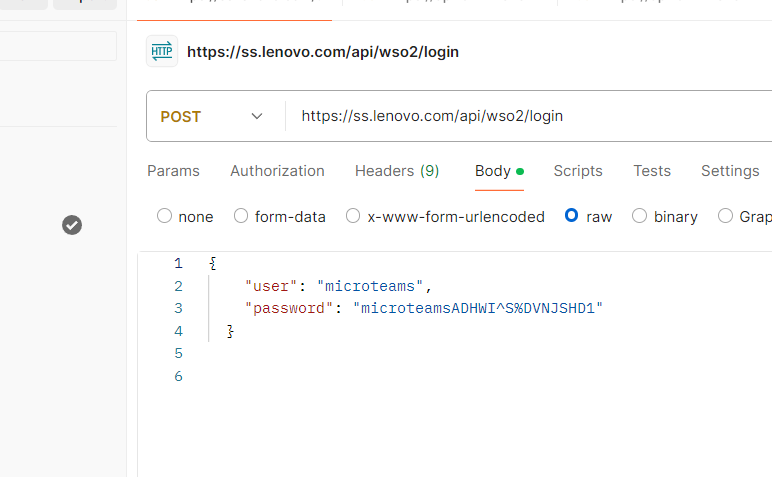 HTTP https://ss.lenovo.com/api/wso2/login
POST https://ss.lenovo.com/api/wso2/login
Params Authorization Headers (9) Body Scripts Tests Settings
none form-data x-www-form-urlencoded raw binary Grap
1 {
2 "user": "microteams",
3 "password": "microteamsADHWI^S%DVNJSHD1"
4 }
5
6